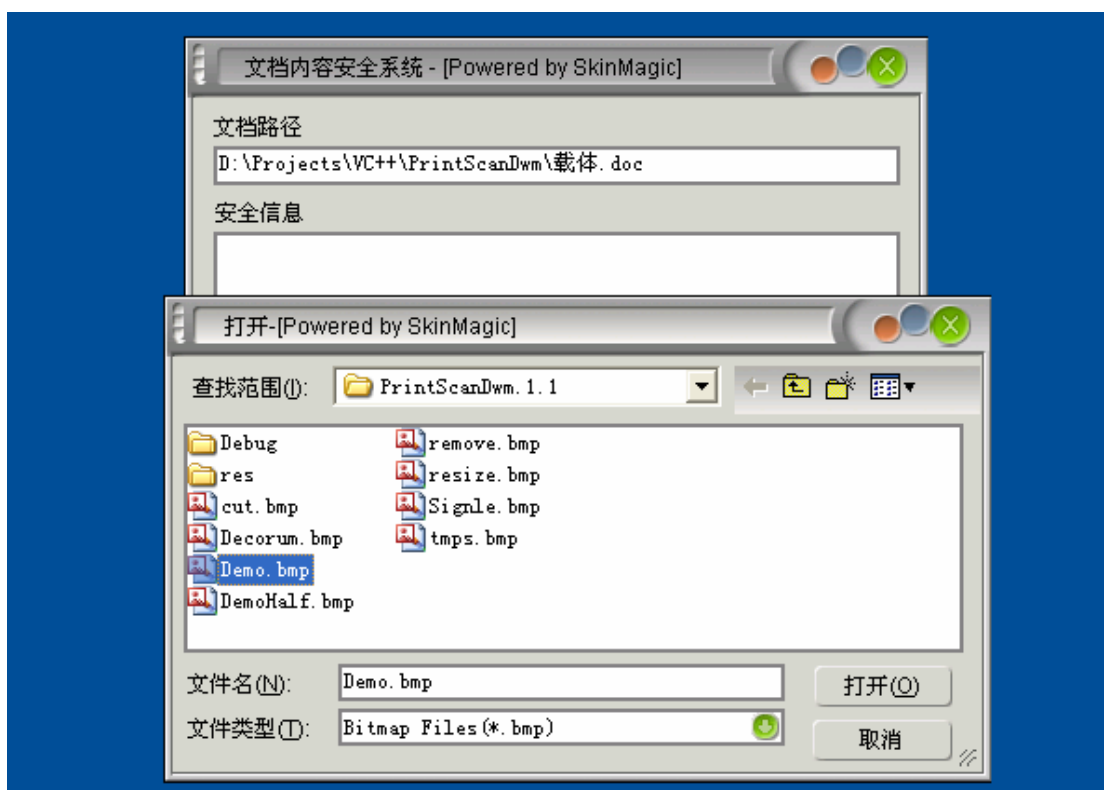 文档内容安全系统 - [Powered by SkinMagic]
文档路径
D:\Projects\VC++\PrintScanDwm\载体.doc
安全信息
打开-[Powered by SkinMagic]
查找范围(I): PrintScanDwm.1.1
Debug remove.bmp
res resize.bmp
cut.bmp Signle.bmp
Decorum.bmp tmps.bmp
Demo.bmp
DemoHalf.bmp
文件名(N): Demo.bmp 打开(O)
文件类型(T): Bitmap Files(*.bmp) 取消